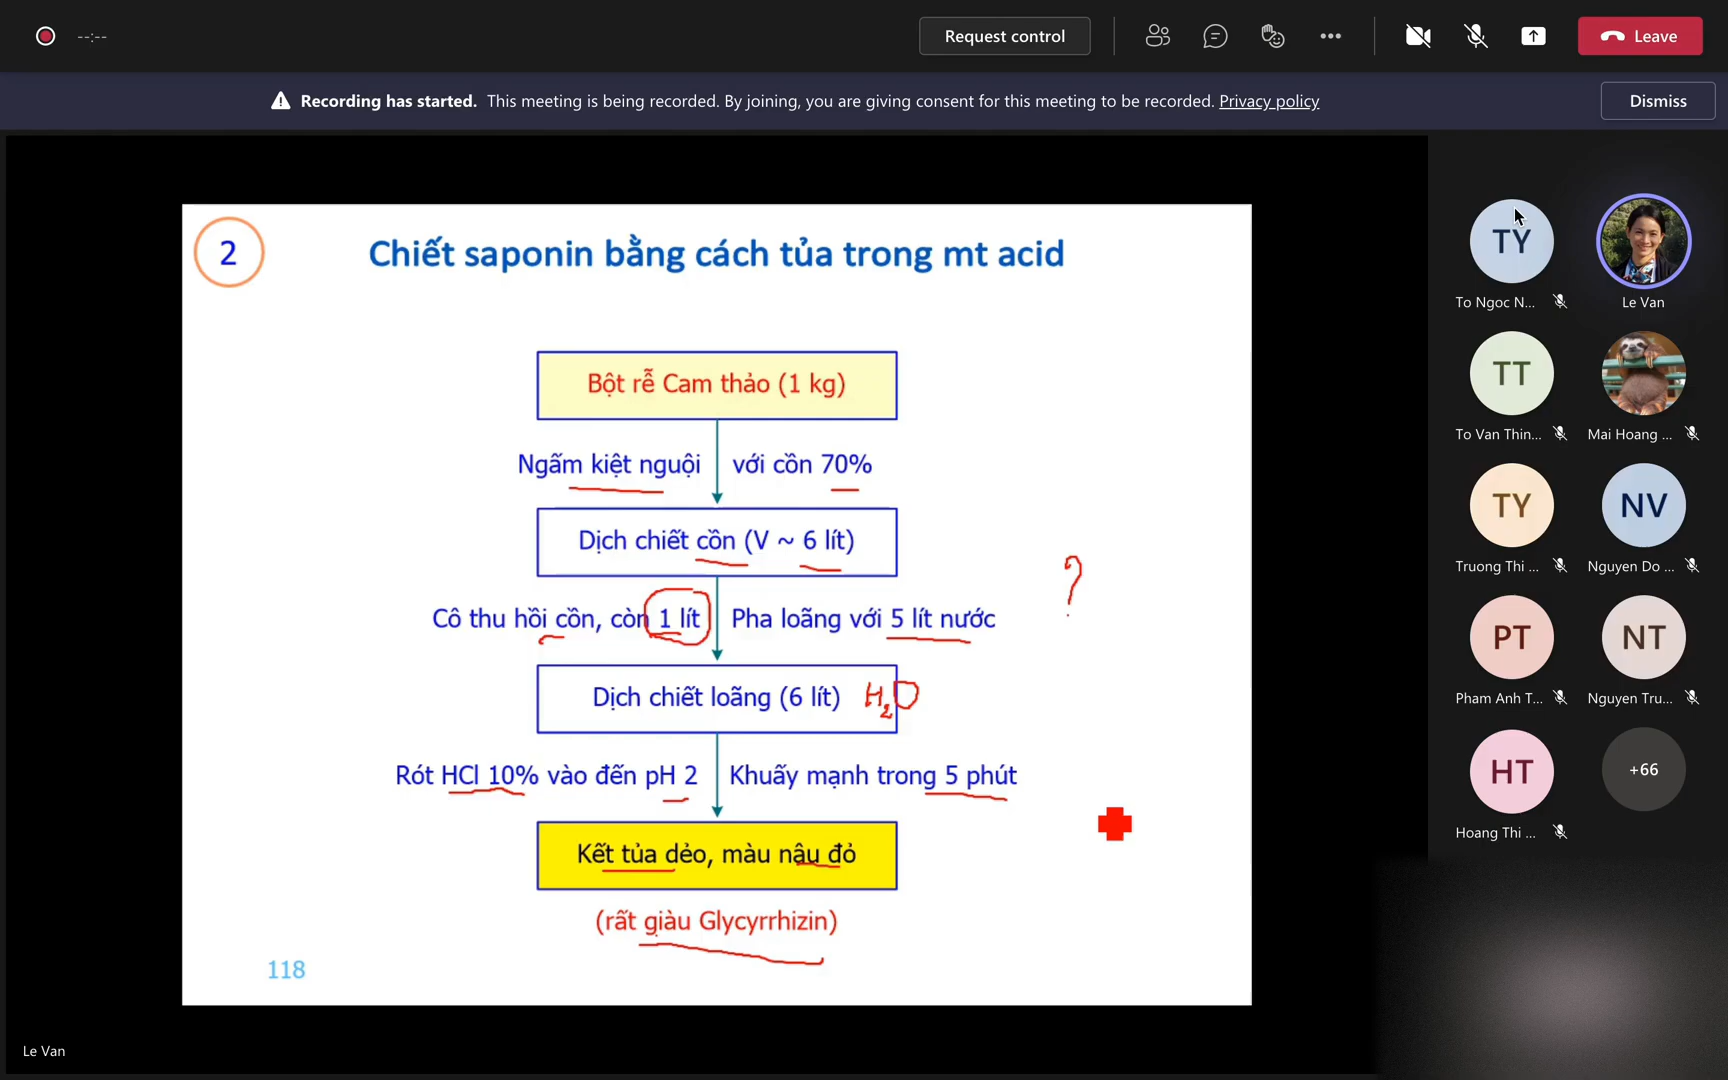 --:--
Request control
Leave
Recording has started. This meeting is being recorded. By joining, you are giving consent for this meeting to be recorded. Privacy policy
Dismiss
2
Chiết saponin bằng cách tủa trong mt acid
Bột rễ Cam thảo (1 kg)
Ngấm kiệt nguội với cồn 70%
Dịch chiết cồn (V ~ 6 lít)
?
Cô thu hồi cồn, còn 1 lít Pha loãng với 5 lít nước
Dịch chiết loãng (6 lít) H2O
Rót HCl 10% vào đến pH 2 Khuấy mạnh trong 5 phút
Kết tủa dẻo, màu nâu đỏ
(rất giàu Glycyrrhizin)
118
Le Van
TY
To Ngoc N...
Le Van
TT
To Van Thin...
Mai Hoang ...
TY
Truong Thi ...
NV
Nguyen Do ...
PT
Pham Anh T...
NT
Nguyen Tru...
HT
Hoang Thi ...
+66